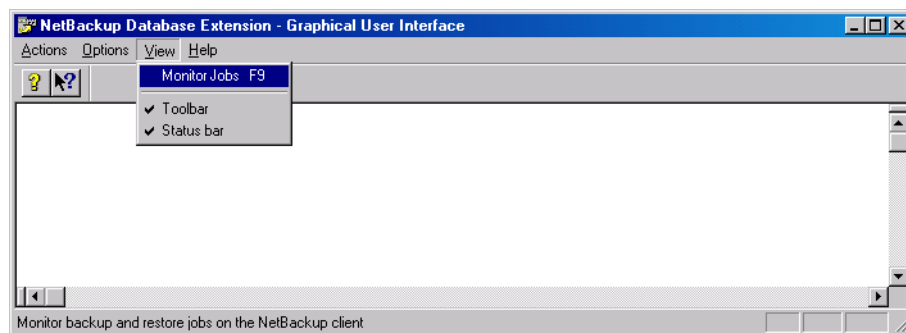 NetBackup Database Extension - Graphical User Interface
Actions Options View Help
Monitor Jobs F9
Toolbar
Status bar
Monitor backup and restore jobs on the NetBackup client